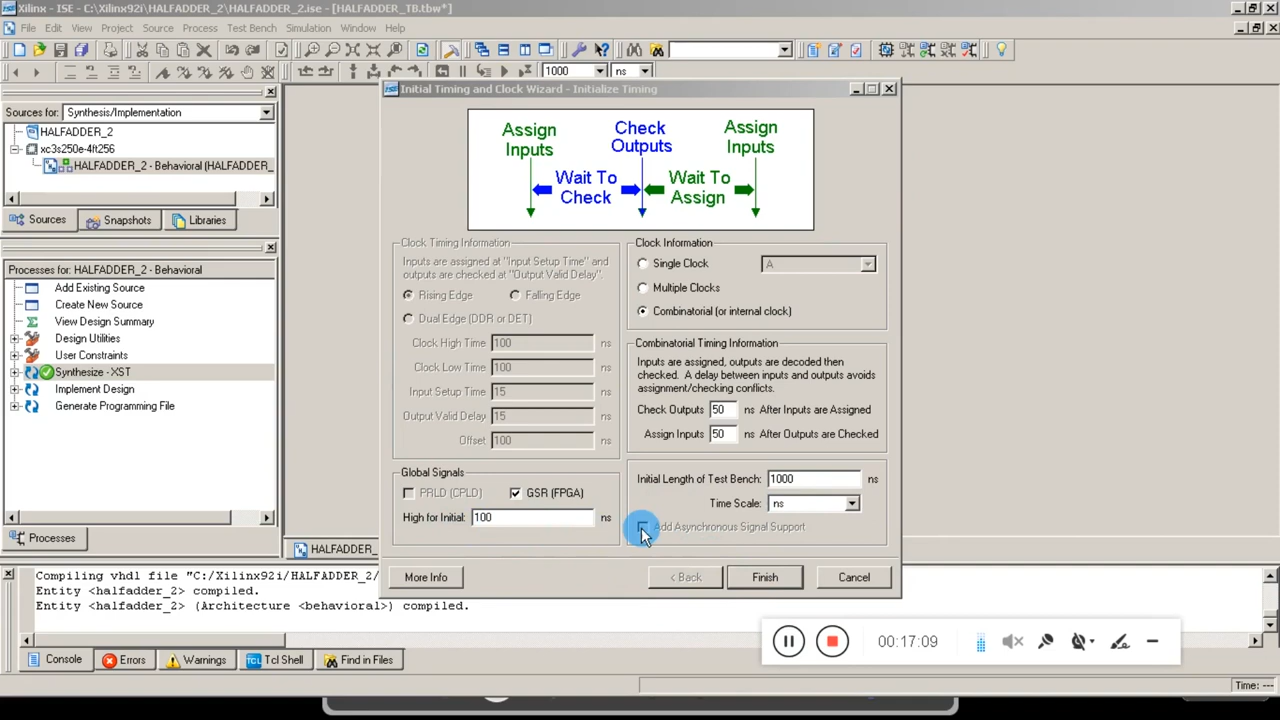 Xilinx - ISE - C:\Xilinx92i\HALFADDER_2\HALFADDER_2.ise - [HALFADDER_TB.tbw*]
File Edit View Project Source Process Test Bench Simulation Window Help
1000 ns
Sources for: Synthesis/Implementation
HALFADDER_2
xc3s250e-4ft256
HALFADDER_2 - Behavioral (HALFADDER_
Sources Snapshots Libraries
Processes for: HALFADDER_2 - Behavioral
Add Existing Source
Create New Source
View Design Summary
Design Utilities
User Constraints
Synthesize - XST
Implement Design
Generate Programming File
Processes
Initial Timing and Clock Wizard - Initialize Timing
Assign Inputs
Check Outputs
Assign Inputs
Wait To Check
Wait To Assign
Clock Timing Information
Inputs are assigned at "Input Setup Time" and
outputs are checked at "Output Valid Delay".
Rising Edge Falling Edge
Dual Edge (DDR or DET)
Clock High Time 100 ns
Clock Low Time 100 ns
Input Setup Time 15 ns
Output Valid Delay 15 ns
Offset 100 ns
Global Signals
PRLD (CPLD) GSR (FPGA)
High for Initial: 100 ns
Clock Information
Single Clock A
Multiple Clocks
Combinatorial (or internal clock)
Combinatorial Timing Information
Inputs are assigned, outputs are decoded then
checked. A delay between inputs and outputs avoids
assignment/checking conflicts.
Check Outputs 50 ns After Inputs are Assigned
Assign Inputs 50 ns After Outputs are Checked
Initial Length of Test Bench: 1000 ns
Time Scale: ns
Add Asynchronous Signal Support
More Info < Back Finish Cancel
HALFADDER_
Compiling vhdl file "C:/Xilinx92i/HALFADDER_2/
Entity <halfadder_2> compiled.
Entity <halfadder_2> (Architecture <behavioral>) compiled.
00:17:09
Console Errors Warnings Tcl Shell Find in Files
Time: ---